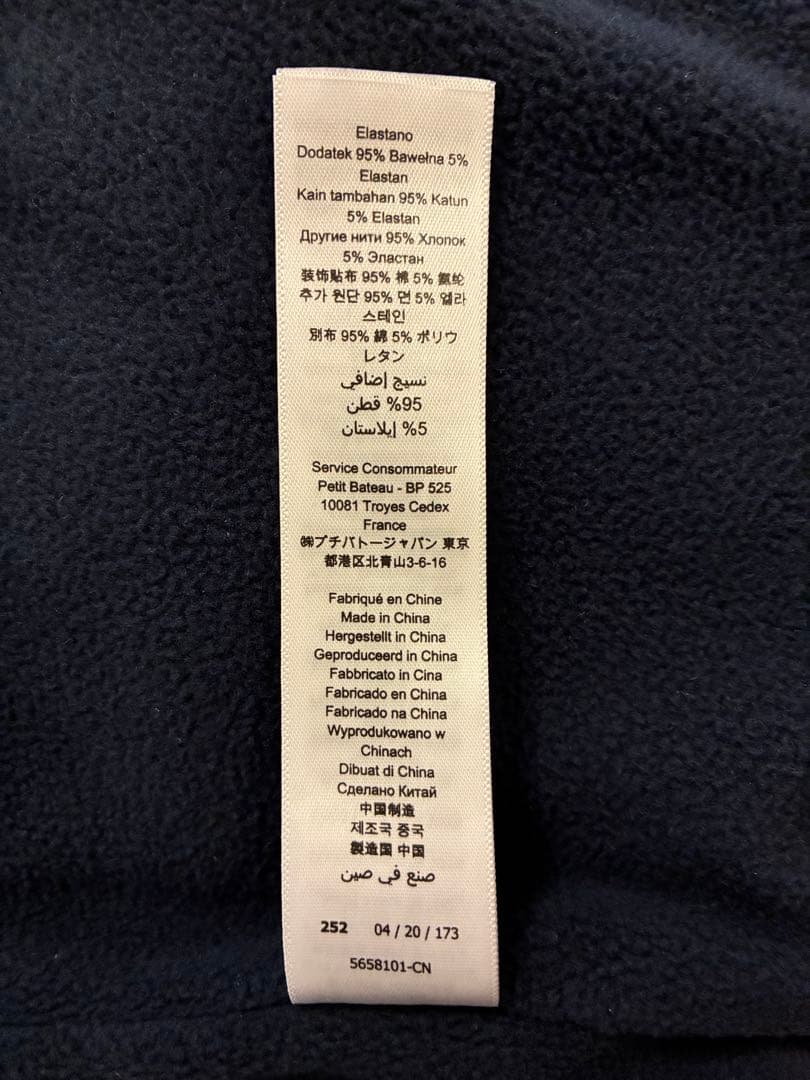 Elastano
Dodatek 95% Bawełna 5%
Elastan
Kain tambahan 95% Katun
5% Elastan
Другие нити 95% Хлопок
5% Эластан
装饰贴布 95% 棉 5% 氨纶
추가 원단 95% 면 5% 엘라
스테인
別布 95% 綿 5% ポリウ
レタン
نسيج إضافي
95% قطن
5% إيلاستان
Service Consommateur
Petit Bateau - BP 525
10081 Troyes Cedex
France
㈱プチバトージャパン 東京
都港区北青山3-6-16
Fabriqué en Chine
Made in China
Hergestellt in China
Geproduceerd in China
Fabbricato in Cina
Fabricado en China
Fabricado na China
Wyprodukowano w
Chinach
Dibuat di China
Сделано Китай
中国制造
제조국 중국
製造国 中国
صنع في صين
252 04 / 20 / 173
5658101-CN